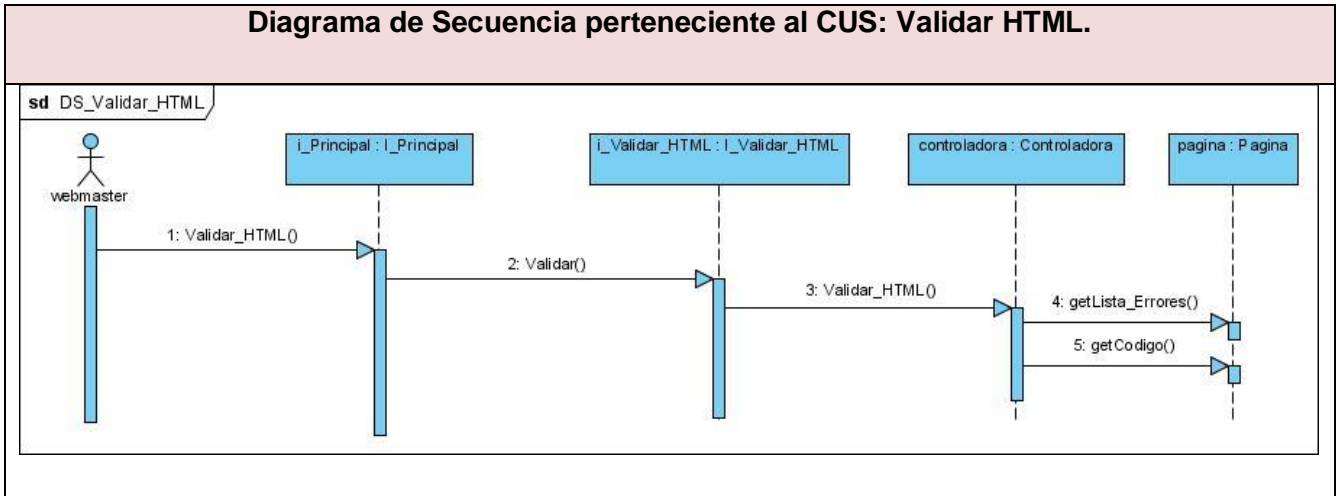 Diagrama de Secuencia perteneciente al CUS: Validar HTML.
sd DS_Validar_HTML
webmaster
i_Principal : I_Principal
i_Validar_HTML : I_Validar_HTML
controladora : Controladora
pagina : Pagina
1: Validar_HTML()
2: Validar()
3: Validar_HTML()
4: getLista_Errores()
5: getCodigo()